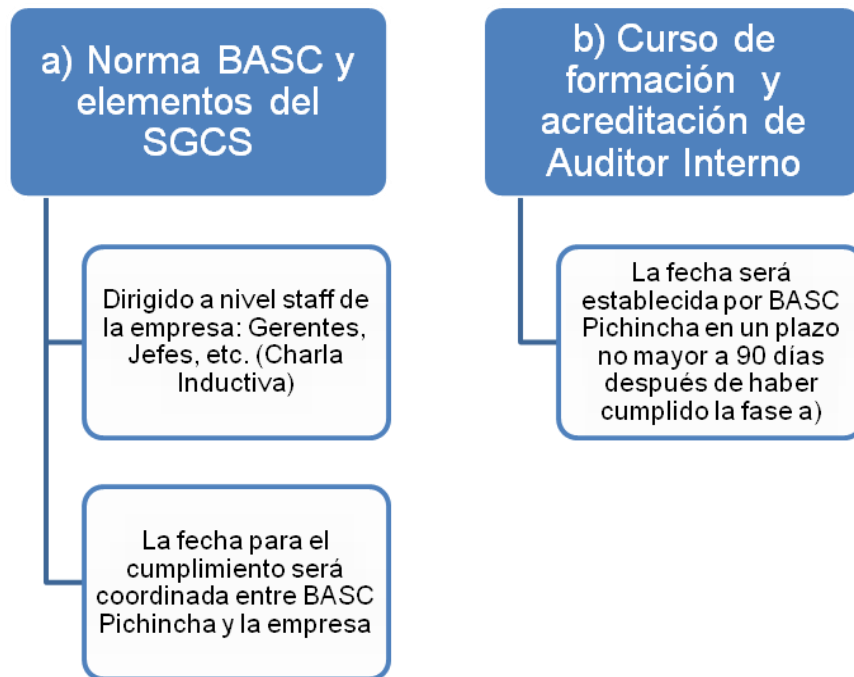 a) Norma BASC y
elementos del
SGCS
Dirigido a nivel staff de
la empresa: Gerentes,
Jefes, etc. (Charla
Inductiva)
La fecha para el
cumplimiento será
coordinada entre BASC
Pichincha y la empresa
b) Curso de
formación y
acreditación de
Auditor Interno
La fecha será
establecida por BASC
Pichincha en un plazo
no mayor a 90 días
después de haber
cumplido la fase a)